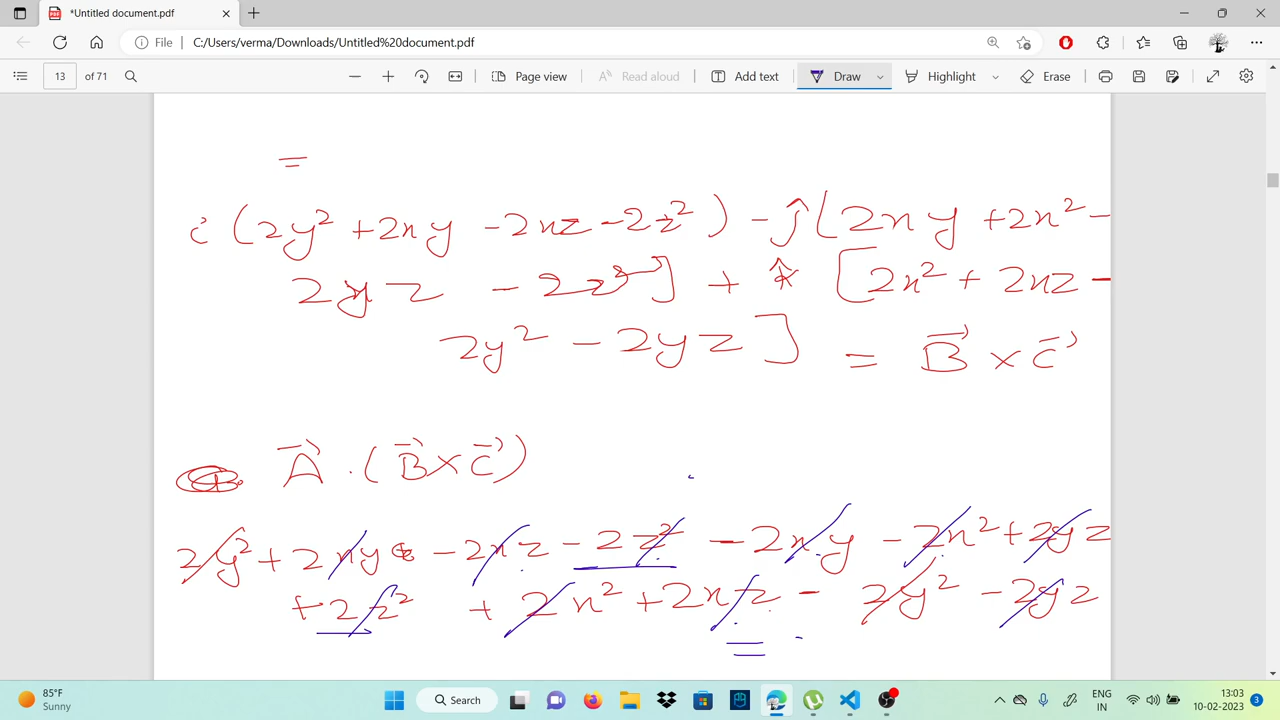 *Untitled document.pdf
File C:/Users/verma/Downloads/Untitled%20document.pdf
13 of 71 Page view Read aloud Add text Draw Highlight Erase
=
i (2y² + 2xy - 2xz - 2z²) - ĵ (2xy + 2x² -
2yz - 2z²] + k̂ [2x² + 2xz -
2y² - 2yz] = B⃗ × C⃗
A⃗ . (B⃗ × C⃗)
2y² + 2xy - 2xz - 2z² - 2xy - 2x² + 2yz
+ 2z² + 2x² + 2xz - 2y² - 2yz
85°F
Sunny
Search
ENG
IN
13:03
10-02-2023
3